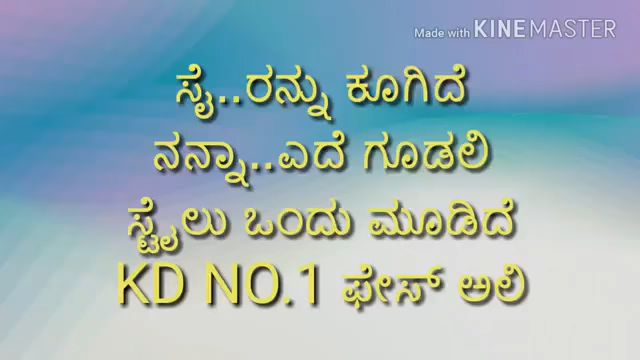 Made with KINEMASTER
ಸೈ..ರನ್ನು ಕೂಗಿದೆ
ನನ್ನಾ..ಎದೆ ಗೂಡಲಿ
ಸ್ಟೈಲು ಒಂದು ಮೂಡಿದೆ
KD NO.1 ಫೇಸ್ ಅಲಿ